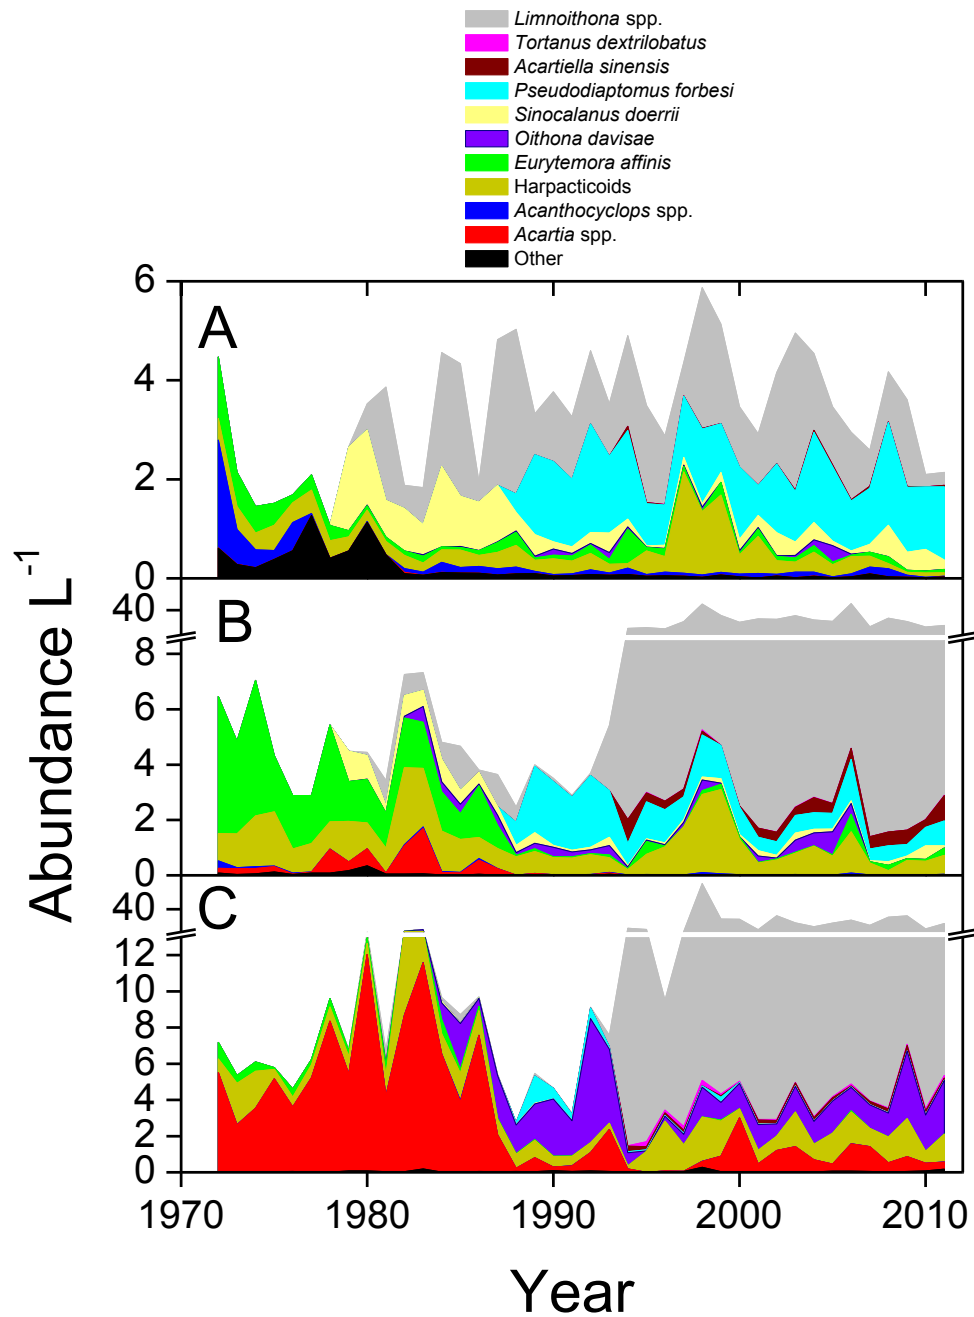 Limnoithona spp.
Tortanus dextrilobatus
Acartiella sinensis
Pseudodiaptomus forbesi
Sinocalanus doerrii
Oithona davisae
Eurytemora affinis
Harpacticoids
Acanthocyclops spp.
Acartia spp.
Other
A
6
4
2
0
B
40
8
6
4
2
0
C
40
12
10
8
6
4
2
0
Abundance L⁻¹
1970 1980 1990 2000 2010
Year